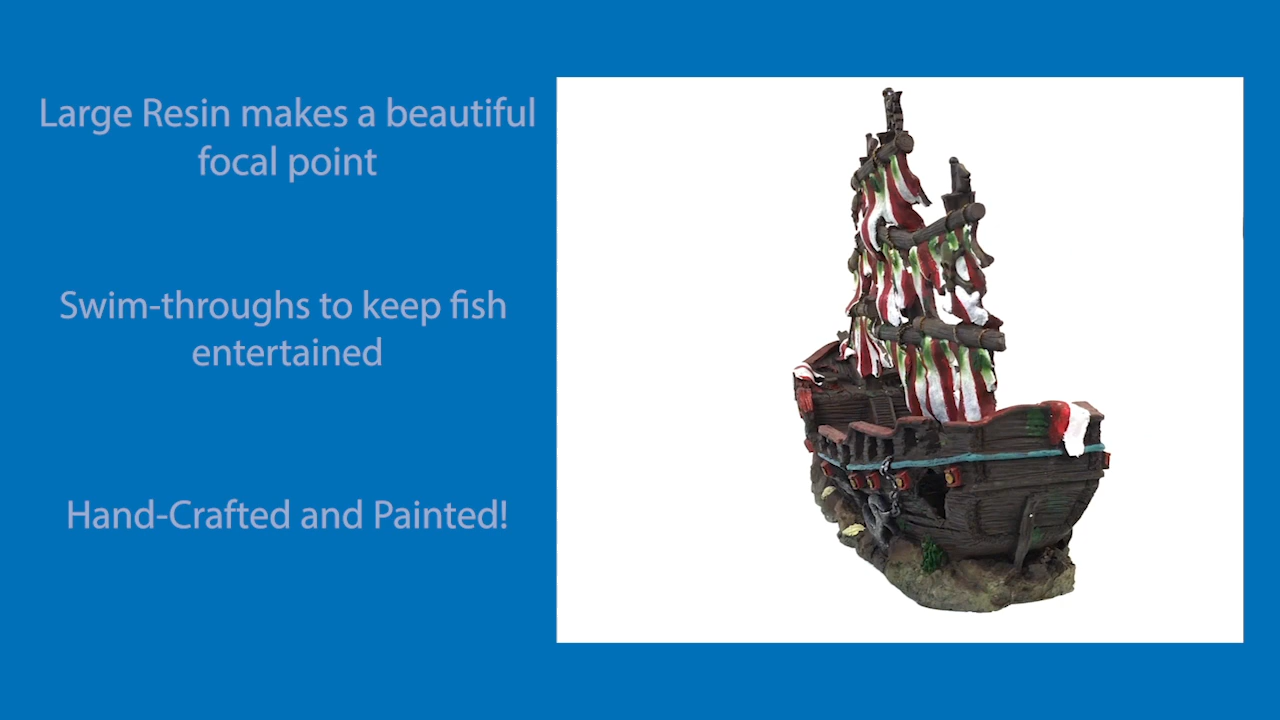 Large Resin makes a beautiful
focal point
Swim-throughs to keep fish
entertained
Hand-Crafted and Painted!